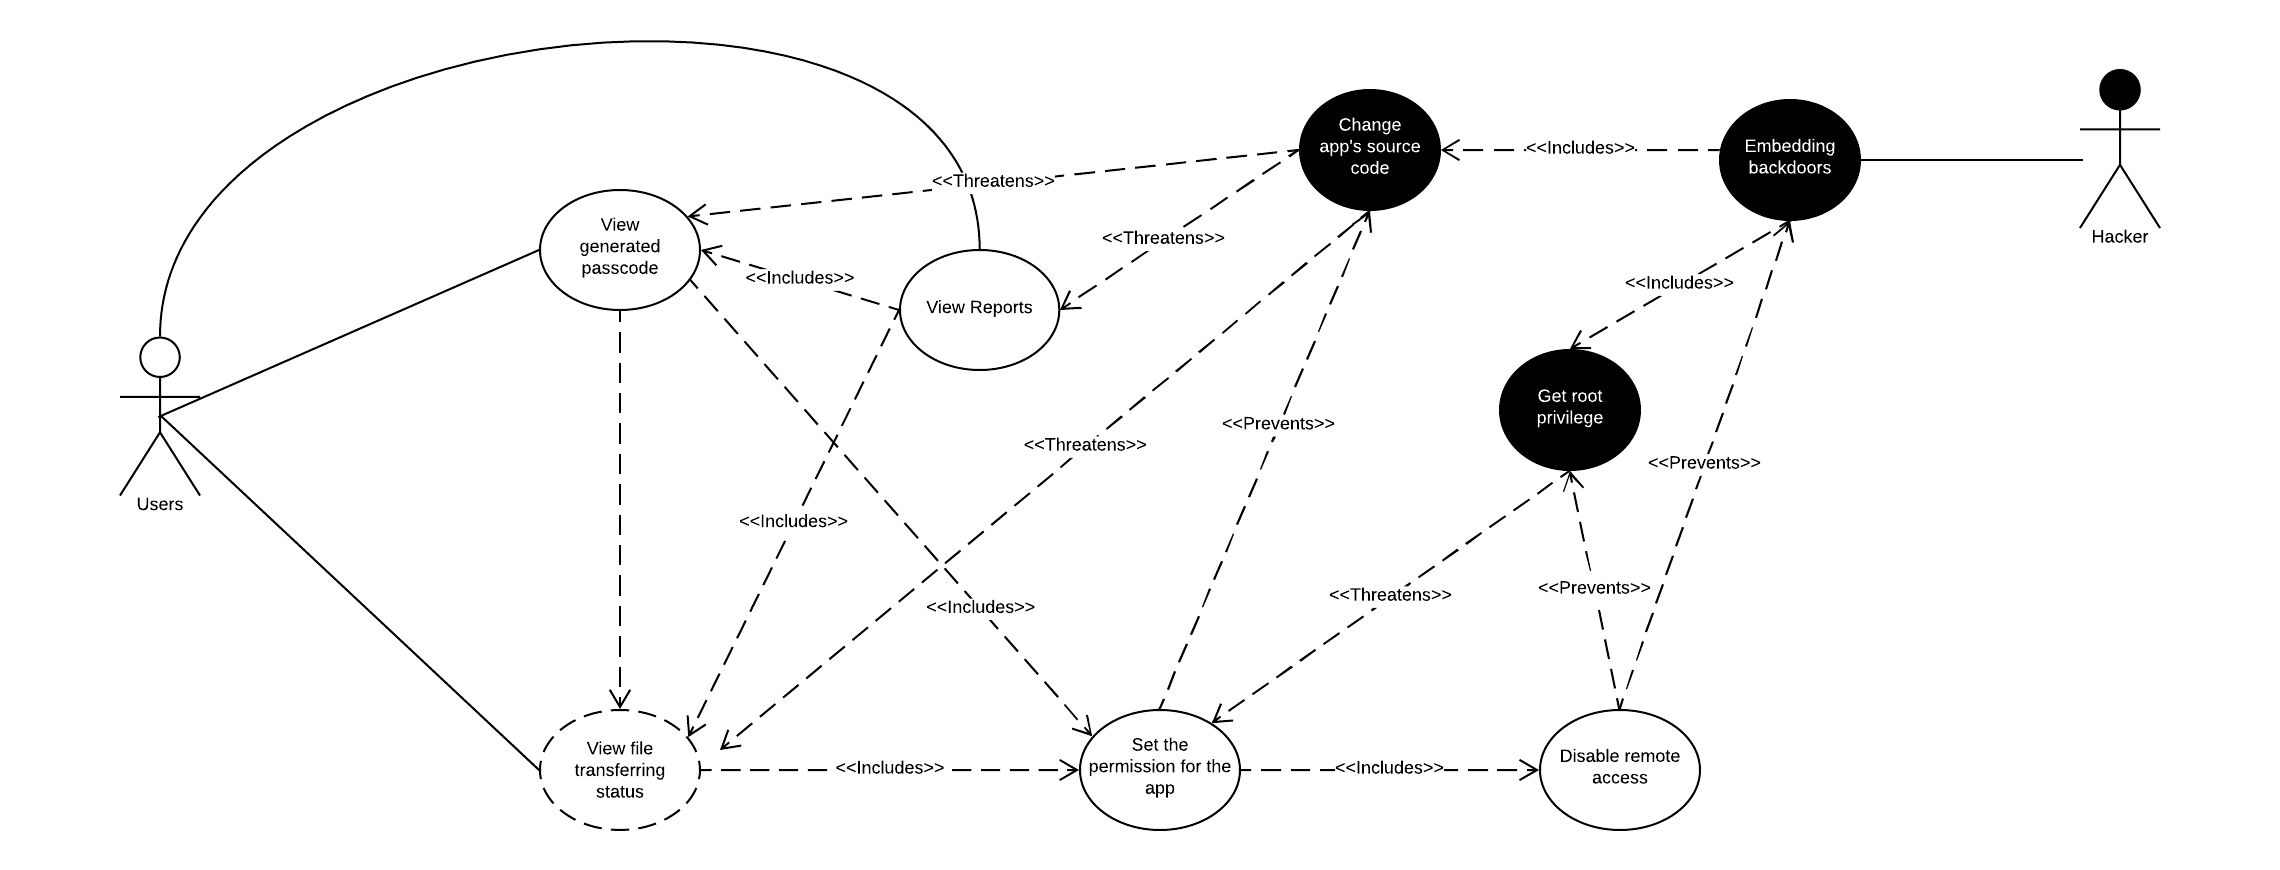 Change
app's source
code
Embedding
backdoors
<<Includes>>
Hacker
<<Threatens>>
View
generated
passcode
<<Threatens>>
<<Includes>>
View Reports
<<Includes>>
Get root
privilege
<<Prevents>>
<<Threatens>>
<<Prevents>>
Users
<<Includes>>
<<Prevents>>
<<Threatens>>
<<Includes>>
View file
transferring
status
<<Includes>>
Set the
permission for the
app
<<Includes>>
Disable remote
access